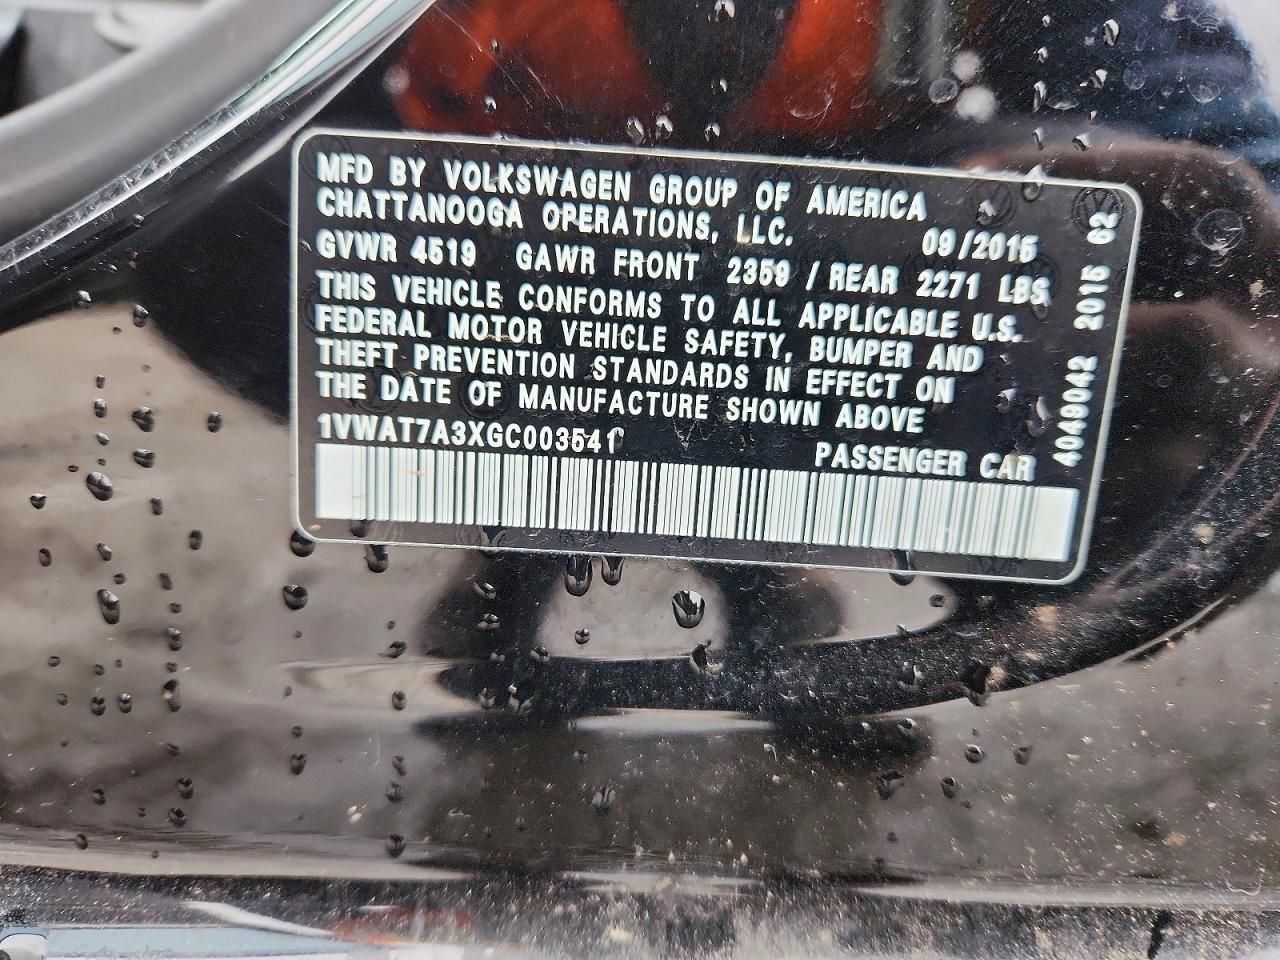 MFD BY VOLKSWAGEN GROUP OF AMERICA
CHATTANOOGA OPERATIONS, LLC.
09/2015
GVWR 4519 GAWR FRONT 2359 / REAR 2271 LBS
THIS VEHICLE CONFORMS TO ALL APPLICABLE U.S.
FEDERAL MOTOR VEHICLE SAFETY, BUMPER AND
THEFT PREVENTION STANDARDS IN EFFECT ON
THE DATE OF MANUFACTURE SHOWN ABOVE
1VWAT7A3XGC003541
PASSENGER CAR
4049042 2015 62